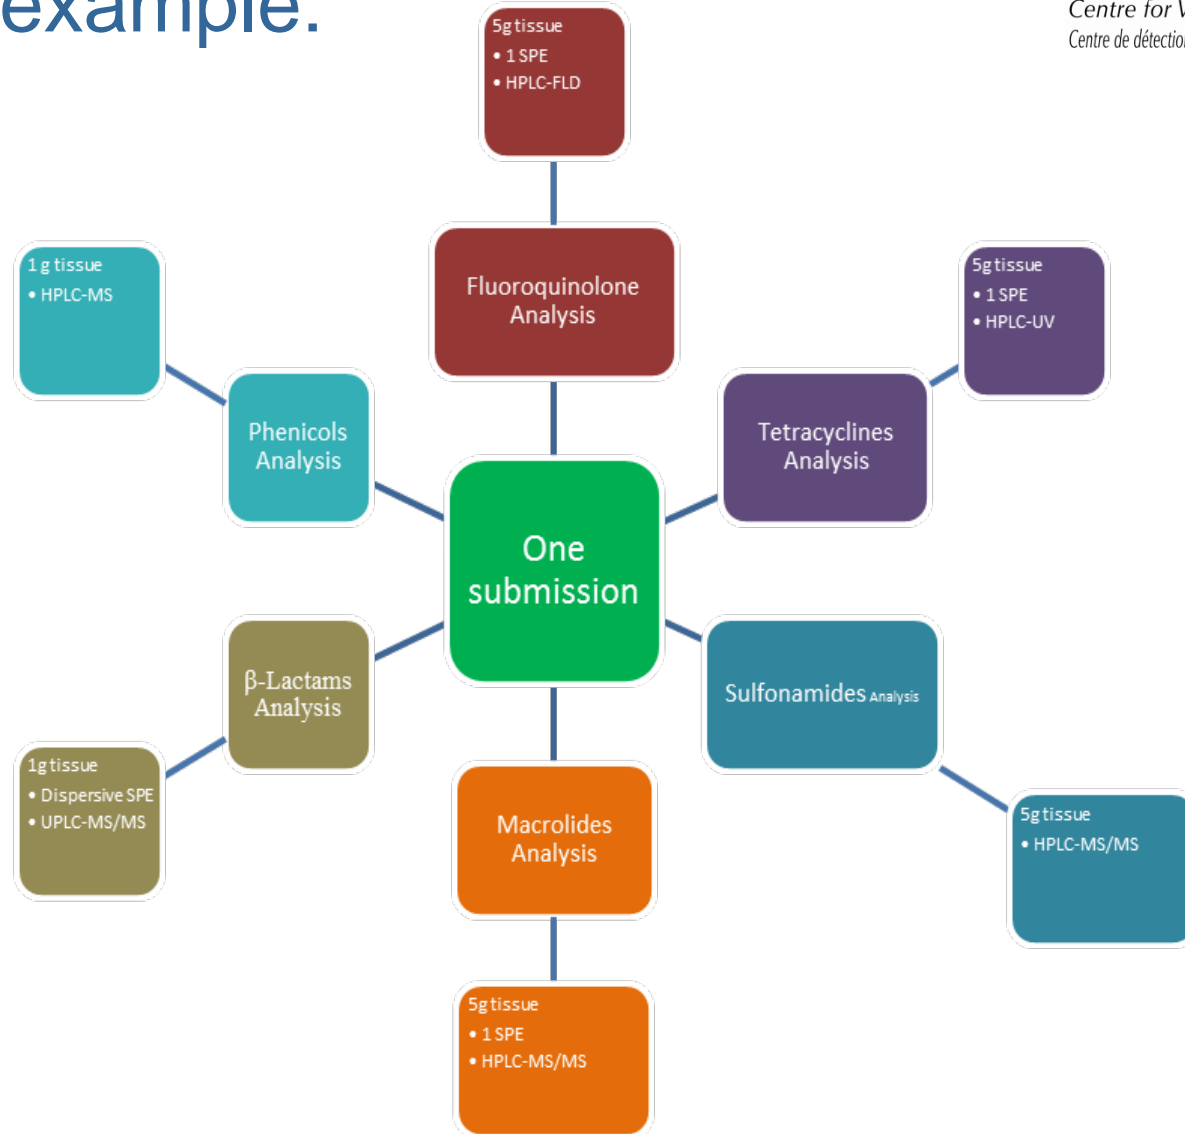 example.
Centre for V
Centre de détection
5g tissue
• 1 SPE
• HPLC-FLD
Fluoroquinolone
Analysis
1 g tissue
• HPLC-MS
5g tissue
• 1 SPE
• HPLC-UV
Phenicols
Analysis
Tetracyclines
Analysis
One
submission
β-Lactams
Analysis
Sulfonamides Analysis
1g tissue
• Dispersive SPE
• UPLC-MS/MS
Macrolides
Analysis
5g tissue
• HPLC-MS/MS
5g tissue
• 1 SPE
• HPLC-MS/MS